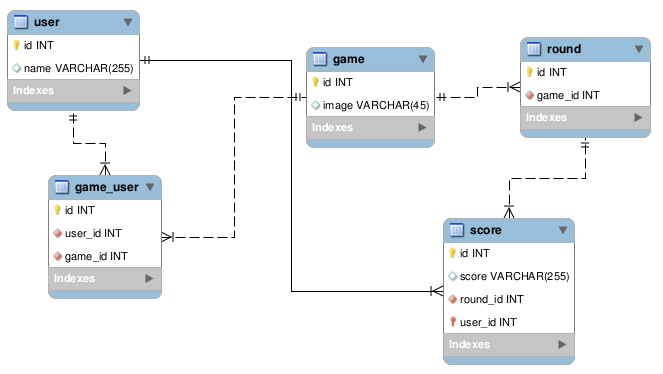 user
id INT
name VARCHAR(255)
Indexes
game
id INT
image VARCHAR(45)
Indexes
round
id INT
game_id INT
Indexes
game_user
id INT
user_id INT
game_id INT
Indexes
score
id INT
score VARCHAR(255)
round_id INT
user_id INT
Indexes